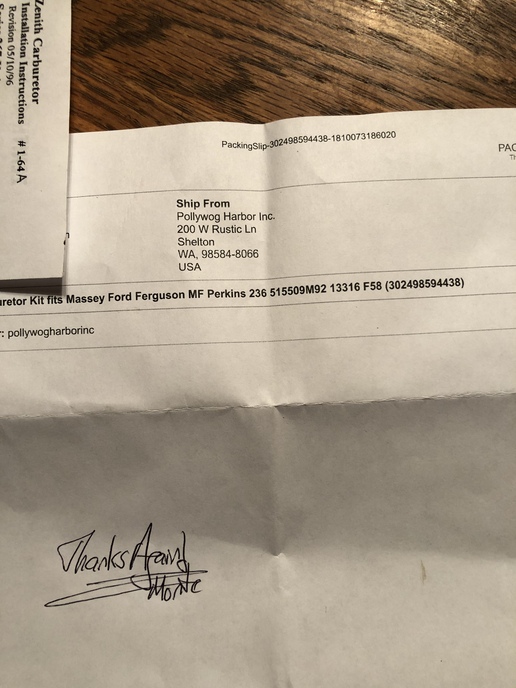 Zenith Carburetor
Installation Instructions # 1-64 A
Revision 05/10/96
PackingSlip-302498594438-1810073186020
PAC
TH
Ship From
Pollywog Harbor Inc.
200 W Rustic Ln
Shelton
WA, 98584-8066
USA
uretor Kit fits Massey Ford Ferguson MF Perkins 236 515509M92 13316 F58 (302498594438)
r: pollywogharborinc
Thanks Again,
Monte